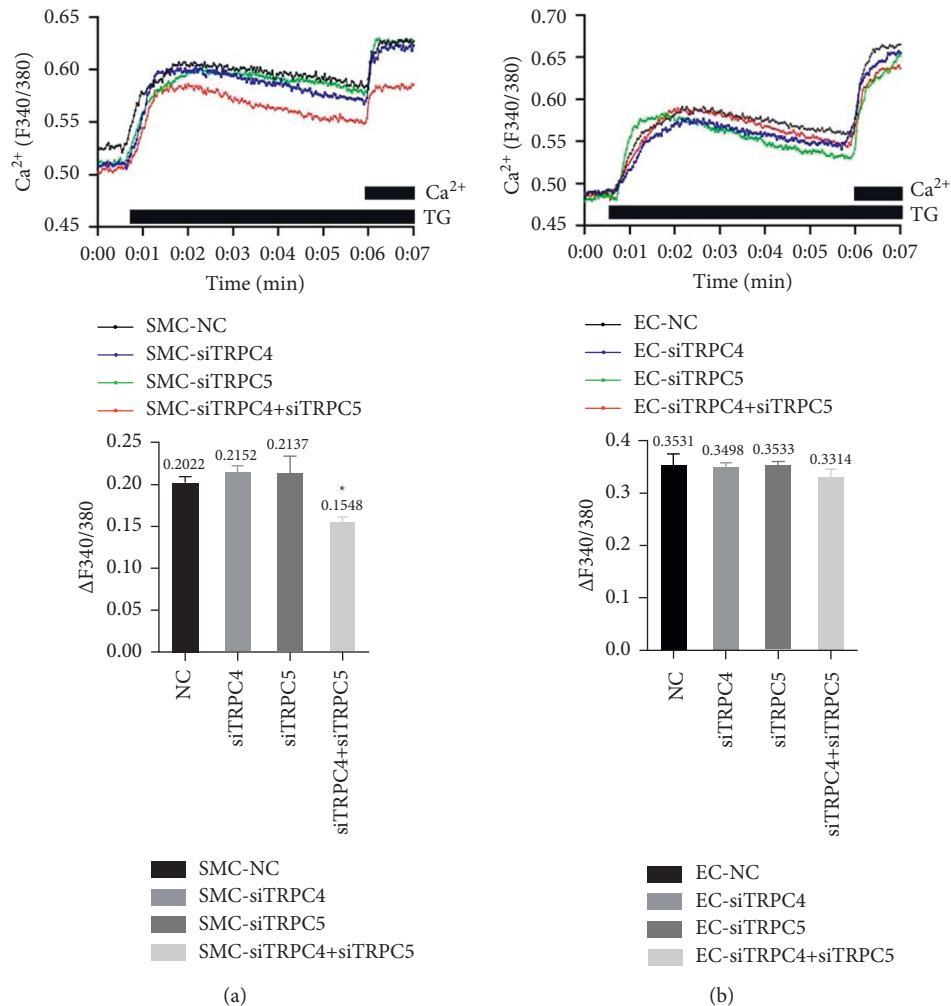 0.65
0.60
0.55
0.50
0.45
Ca²⁺ (F340/380)
Ca²⁺
TG
0:00 0:01 0:02 0:03 0:04 0:05 0:06 0:07
Time (min)
SMC-NC
SMC-siTRPC4
SMC-siTRPC5
SMC-siTRPC4+siTRPC5
0.25
0.20
0.15
0.10
0.05
0.00
ΔF340/380
0.2022
0.2152
0.2137
*
0.1548
NC
siTRPC4
siTRPC5
siTRPC4+siTRPC5
SMC-NC
SMC-siTRPC4
SMC-siTRPC5
SMC-siTRPC4+siTRPC5
(a)
0.70
0.65
0.60
0.55
0.50
0.45
Ca²⁺ (F340/380)
Ca²⁺
TG
0:00 0:01 0:02 0:03 0:04 0:05 0:06 0:07
Time (min)
EC-NC
EC-siTRPC4
EC-siTRPC5
EC-siTRPC4+siTRPC5
0.4
0.3
0.2
0.1
0.0
ΔF340/380
0.3531
0.3498
0.3533
0.3314
NC
siTRPC4
siTRPC5
siTRPC4+siTRPC5
EC-NC
EC-siTRPC4
EC-siTRPC5
EC-siTRPC4+siTRPC5
(b)